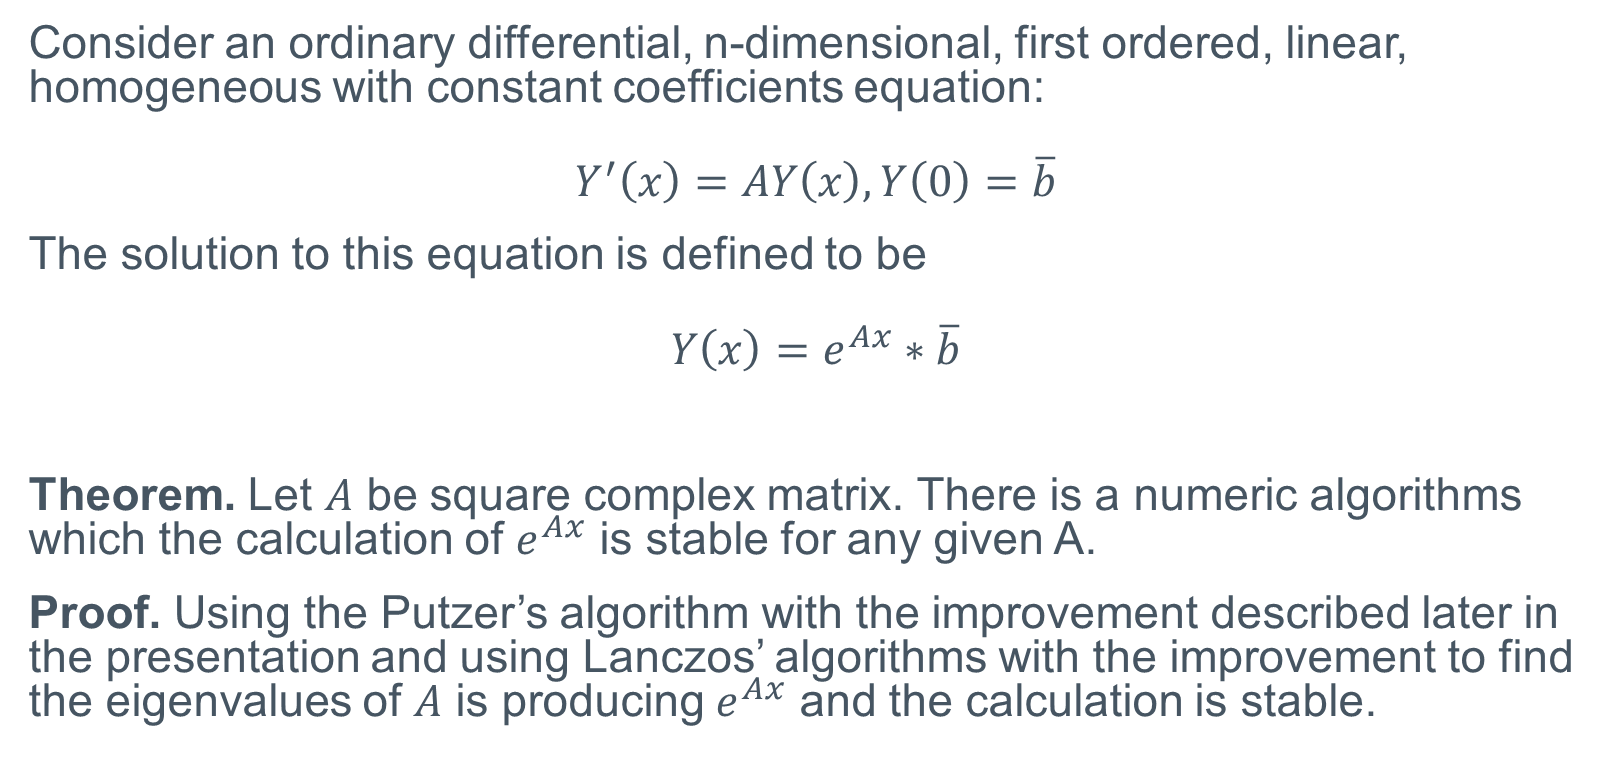 Consider an ordinary differential, n-dimensional, first ordered, linear,
homogeneous with constant coefficients equation:
Y′(x) = AY(x), Y(0) = b̅
The solution to this equation is defined to be
Y(x) = e^{Ax} ∗ b̅
Theorem. Let A be square complex matrix. There is a numeric algorithms
which the calculation of e^{Ax} is stable for any given A.
Proof. Using the Putzer’s algorithm with the improvement described later in
the presentation and using Lanczos’ algorithms with the improvement to find
the eigenvalues of A is producing e^{Ax} and the calculation is stable.